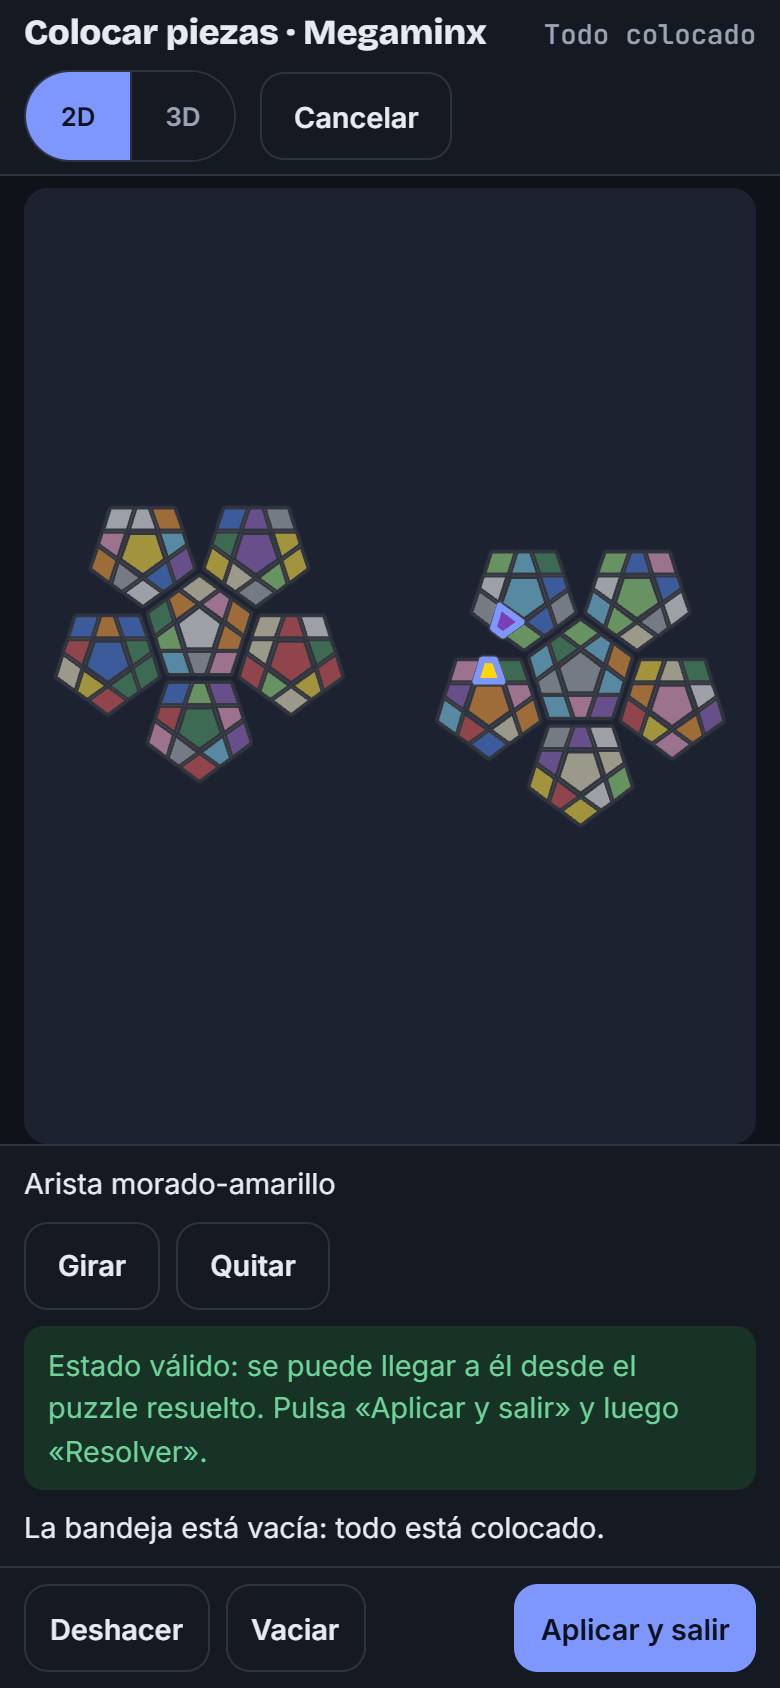 Colocar piezas · Megaminx
Todo colocado
2D
3D
Cancelar
Arista morado-amarillo
Girar
Quitar
Estado válido: se puede llegar a él desde el
puzzle resuelto. Pulsa «Aplicar y salir» y luego
«Resolver».
La bandeja está vacía: todo está colocado.
Deshacer
Vaciar
Aplicar y salir